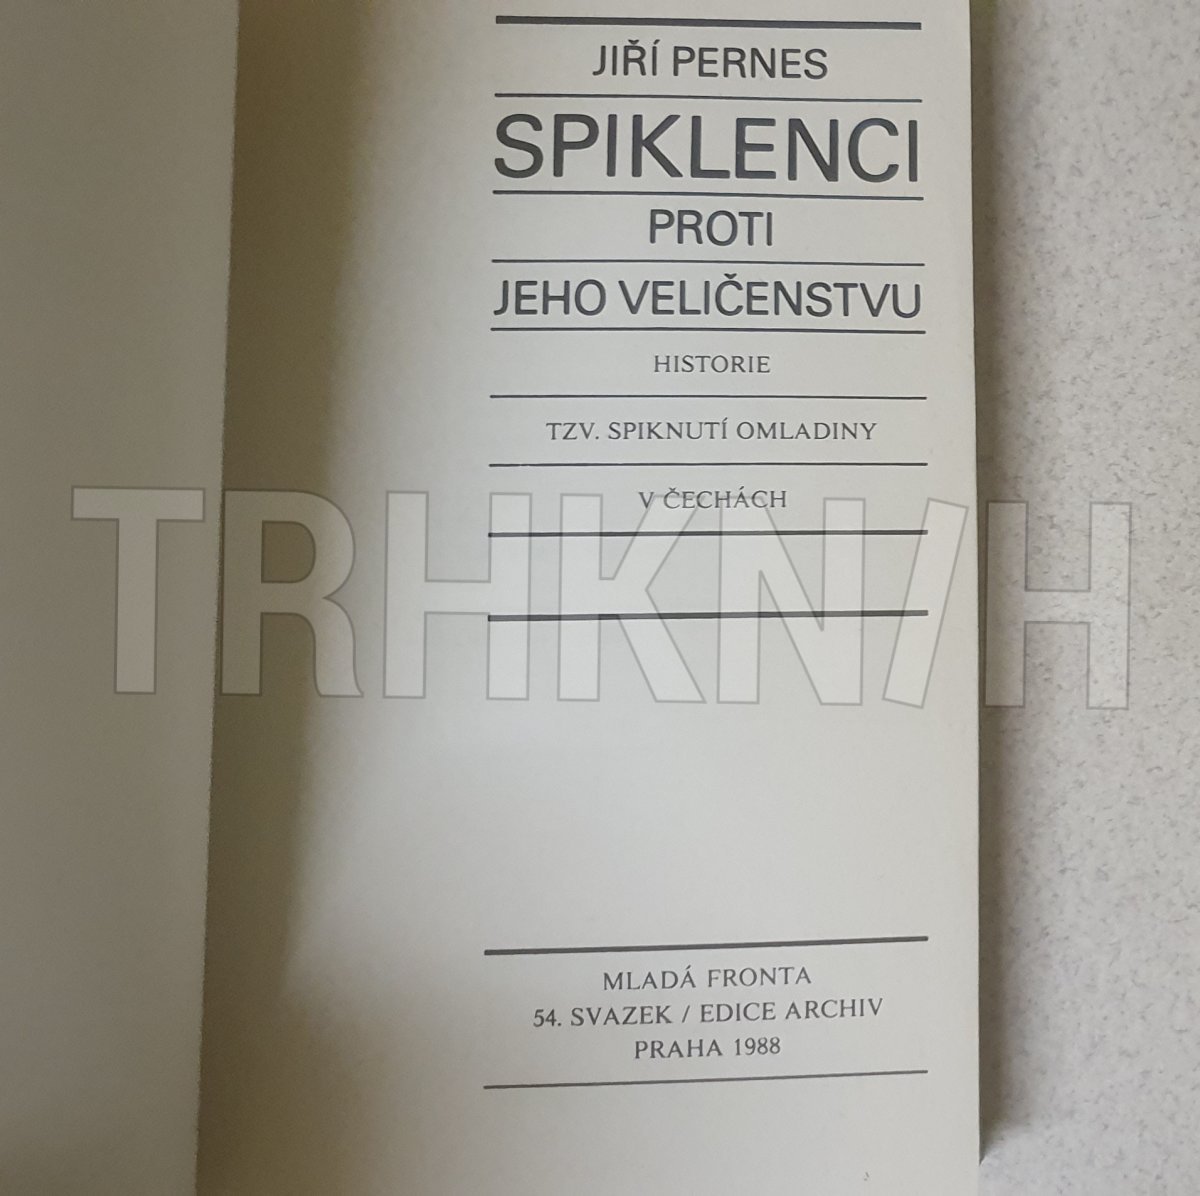 JIŘÍ PERNES
SPIKLENCI
PROTI
JEHO VELIČENSTVU
HISTORIE
TZV. SPIKNUTÍ OMLADINY
V ČECHÁCH
TRHKN/H
MLADÁ FRONTA
54. SVAZEK / EDICE ARCHIV
PRAHA 1988